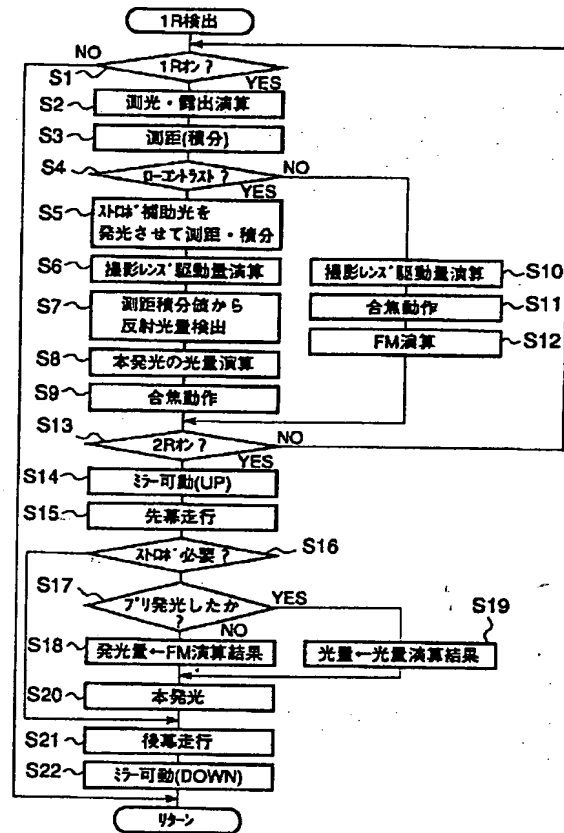 1R検出
NO
S1
1Rオン?
YES
S2
測光・露出演算
S3
測距(積分)
S4
ローコントラスト?
NO
YES
S5
ストロボ補助光を
発光させて測距・積分
S6
撮影レンズ駆動量演算
S10
撮影レンズ駆動量演算
S7
測距積分値から
反射光量検出
S11
合焦動作
S12
FM演算
S8
本発光の光量演算
S9
合焦動作
S13
2Rオン?
NO
YES
S14
ミラー可動(UP)
S15
先幕走行
S16
ストロボ必要?
S17
プリ発光したか
?
YES
NO
S18
発光量←FM演算結果
S19
光量←光量演算結果
S20
本発光
S21
後幕走行
S22
ミラー可動(DOWN)
リターン